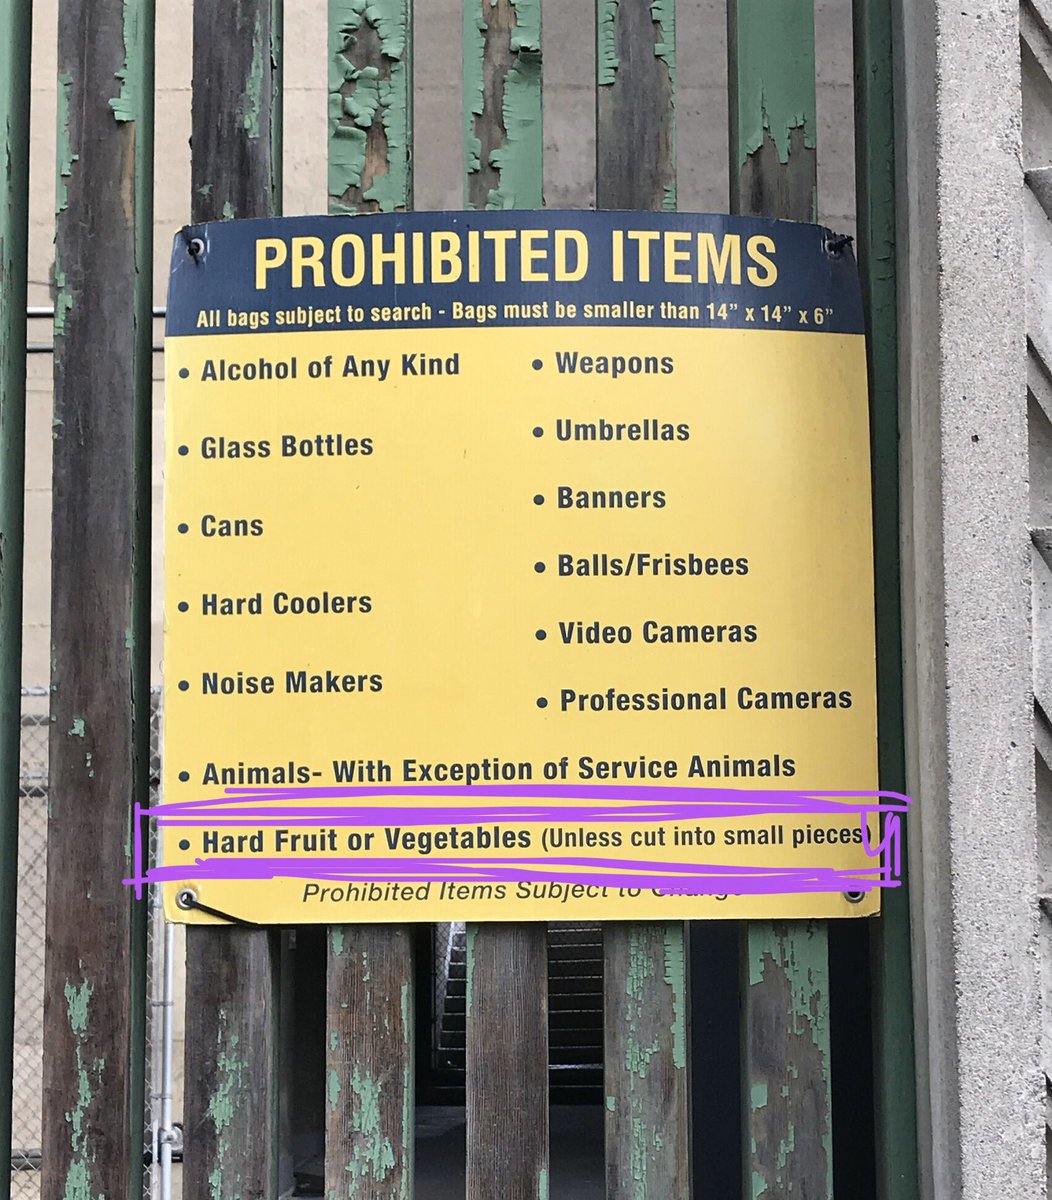 PROHIBITED ITEMS
All bags subject to search - Bags must be smaller than 14” x 14” x 6”
• Alcohol of Any Kind
• Glass Bottles
• Cans
• Hard Coolers
• Noise Makers
• Weapons
• Umbrellas
• Banners
• Balls/Frisbees
• Video Cameras
• Professional Cameras
• Animals- With Exception of Service Animals
• Hard Fruit or Vegetables (Unless cut into small pieces)
Prohibited Items Subject to Change